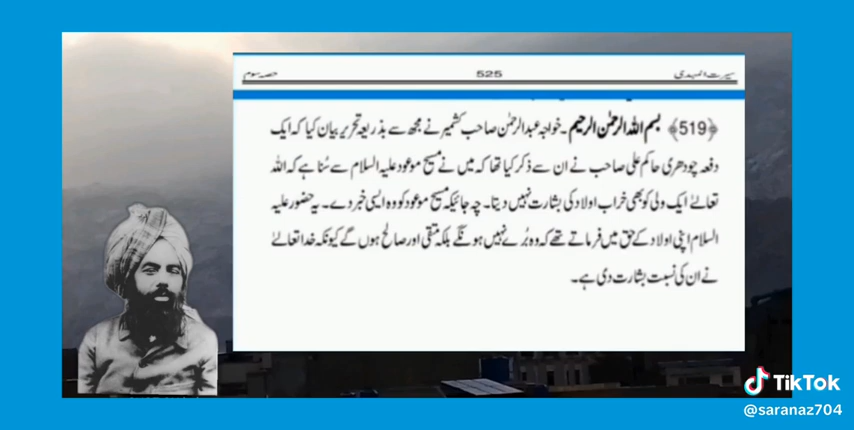 سیرت المہدی 525 حصہ سوم
﴿519﴾ بسم اللہ الرحمٰن الرحیم۔ خواجہ عبدالرحمٰن صاحب کشمیر نے مجھ سے بذریعہ تحریر بیان کیا کہ ایک
دفعہ چودھری حاکم علی صاحب نے ان سے ذکر کیا تھا کہ میں نے مسیح موعود علیہ السلام سے سُنا ہے کہ اللہ
تعالےٰ ایک ولی کو بھی خراب اولاد کی بشارت نہیں دیتا۔ چہ جائیکہ مسیح موعود کو وہ ایسی خبر دے۔ یہ حضور علیہ
السلام اپنی اولاد کے حق میں فرماتے تھے کہ وہ بُرے نہیں ہونگے بلکہ متقی اور صالح ہوں گے کیونکہ خدا تعالےٰ
نے ان کی نسبت بشارت دی ہے۔
TikTok
@saranaz704